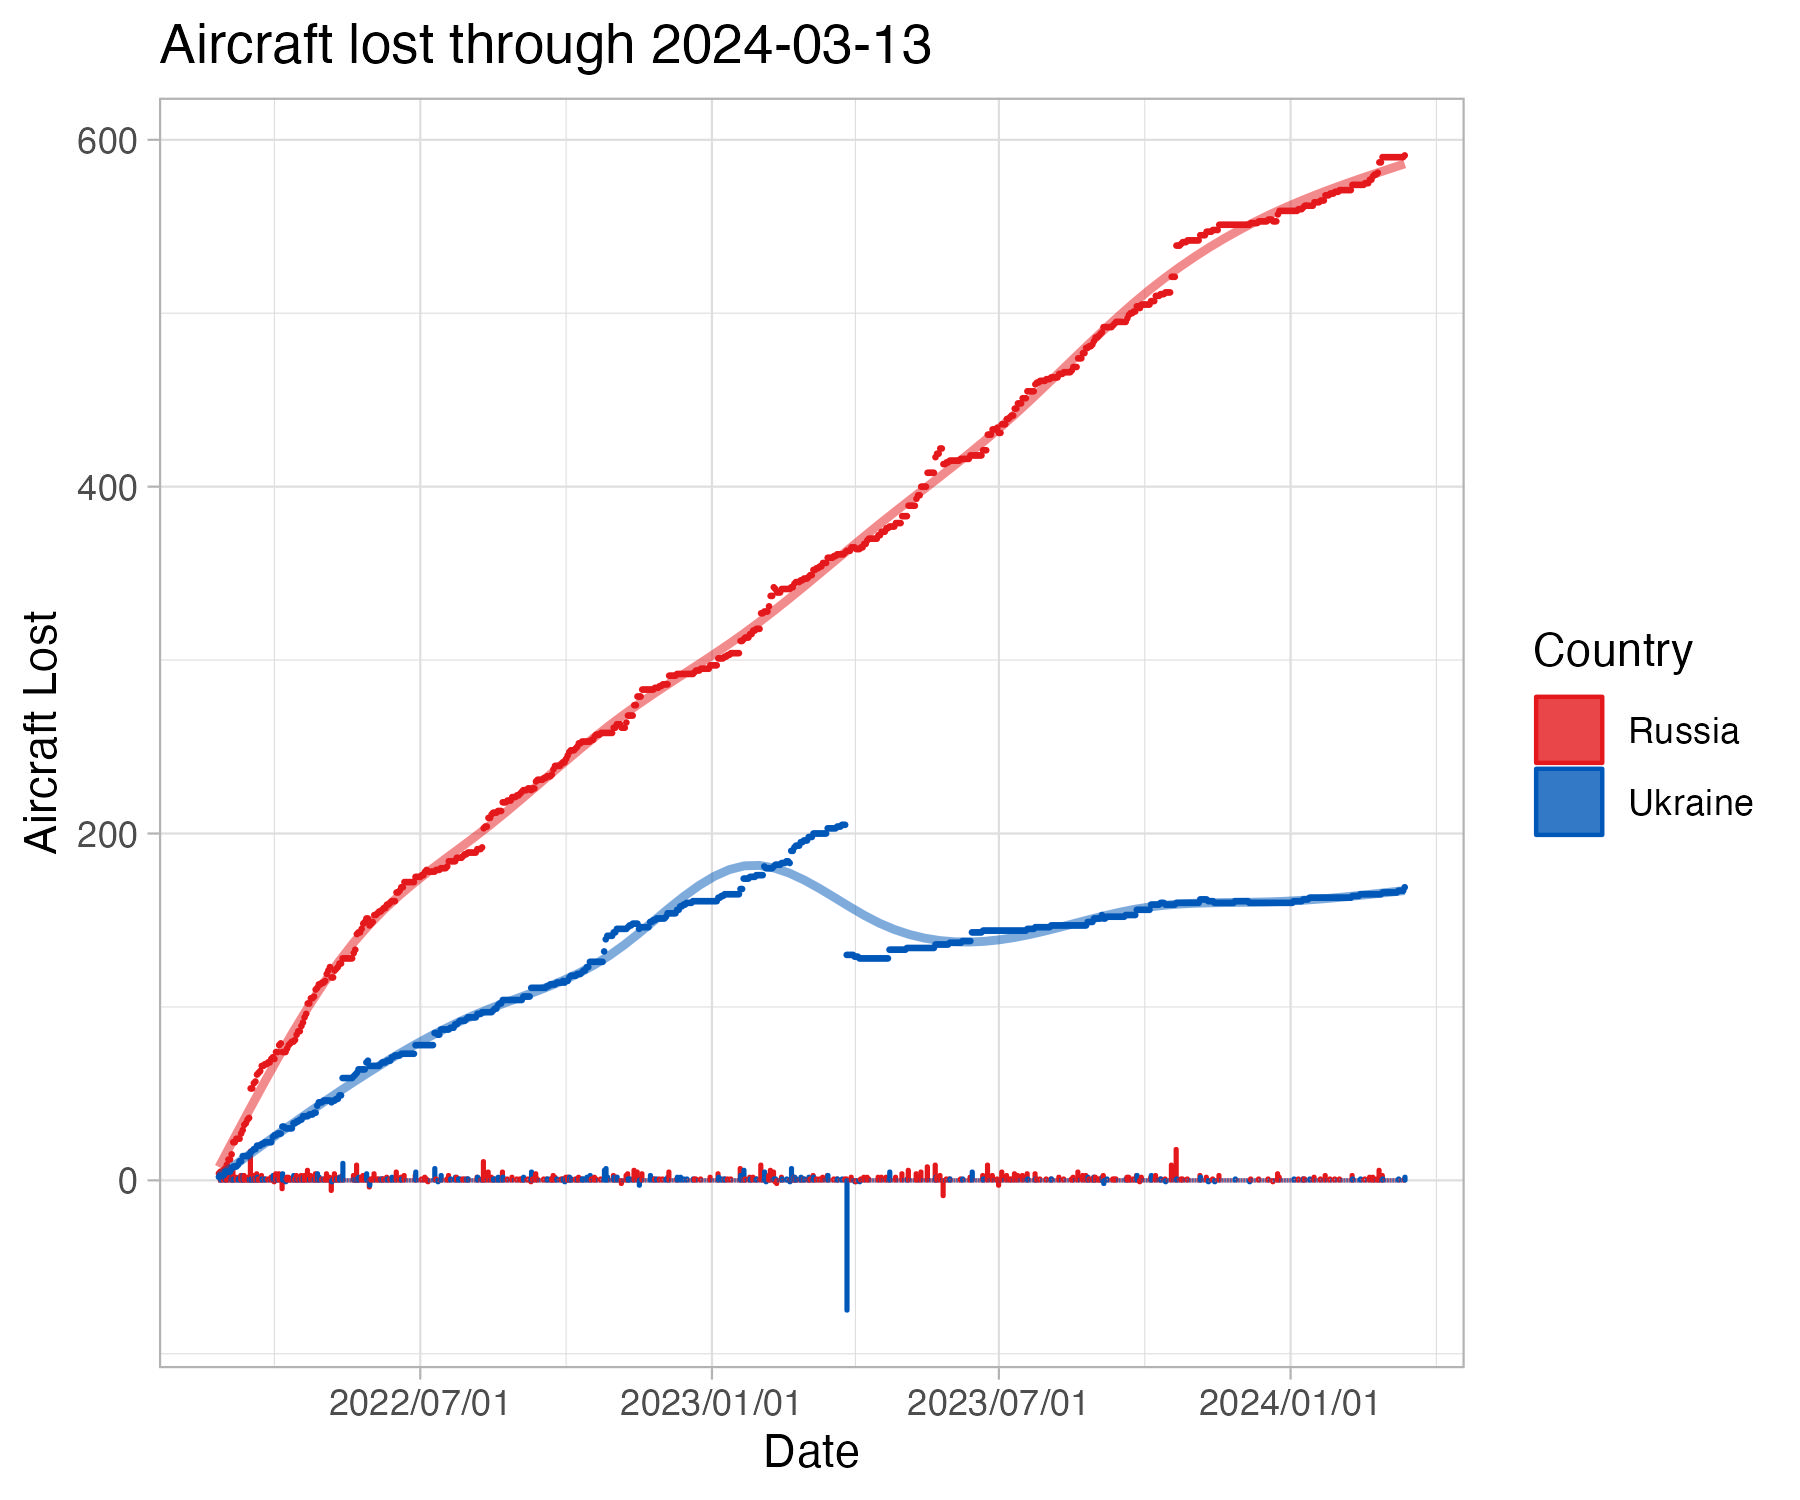 Aircraft lost through 2024-03-13
600
400
200
0
Aircraft Lost
2022/07/01
2023/01/01
2023/07/01
2024/01/01
Date
Country
Russia
Ukraine